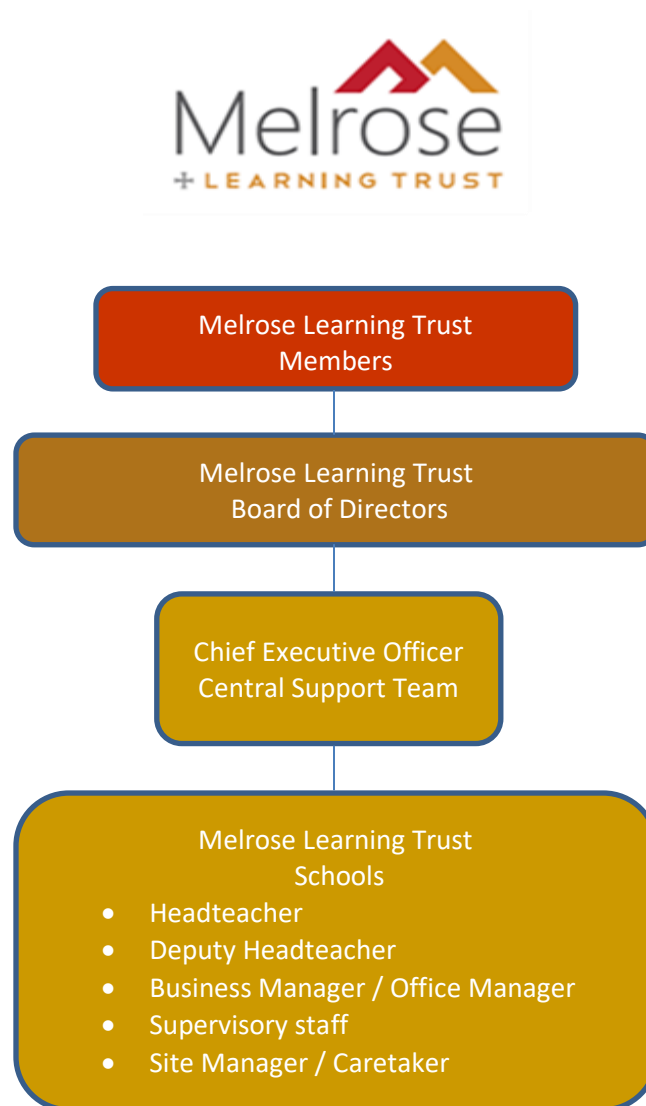 Melrose
LEARNING TRUST
Melrose Learning Trust
Members
Melrose Learning Trust
Board of Directors
Chief Executive Officer
Central Support Team
Melrose Learning Trust
Schools
• Headteacher
• Deputy Headteacher
• Business Manager / Office Manager
• Supervisory staff
• Site Manager / Caretaker